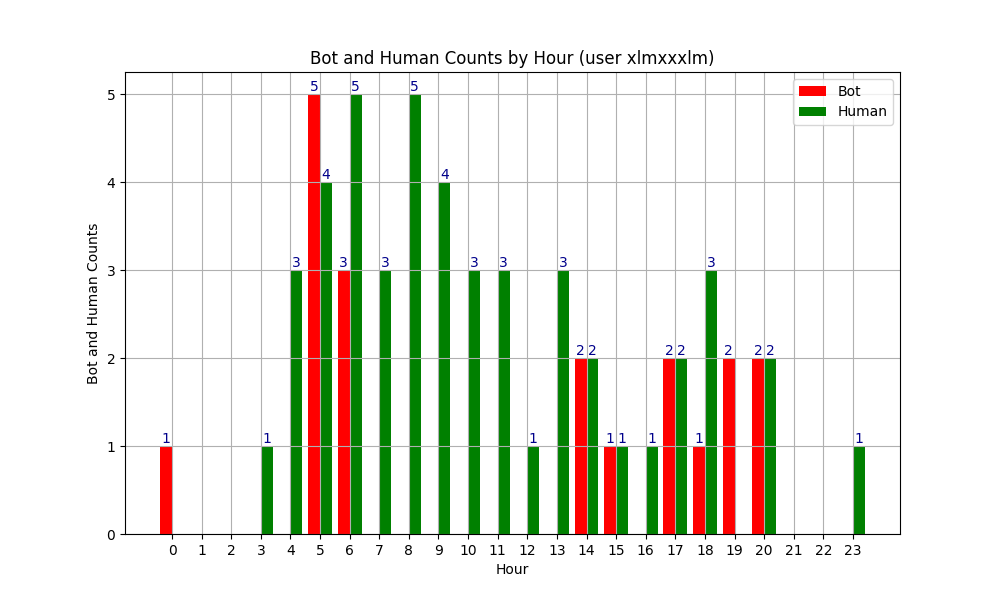 Bot and Human Counts by Hour (user xlmxxxlm)
Bot
Human
Bot and Human Counts
5
4
3
2
1
0
1 1 3 5 4 3 5 3 5 4 3 3 1 3 2 2 1 1 1 2 2 1 3 2 2 2 1
0 1 2 3 4 5 6 7 8 9 10 11 12 13 14 15 16 17 18 19 20 21 22 23
Hour